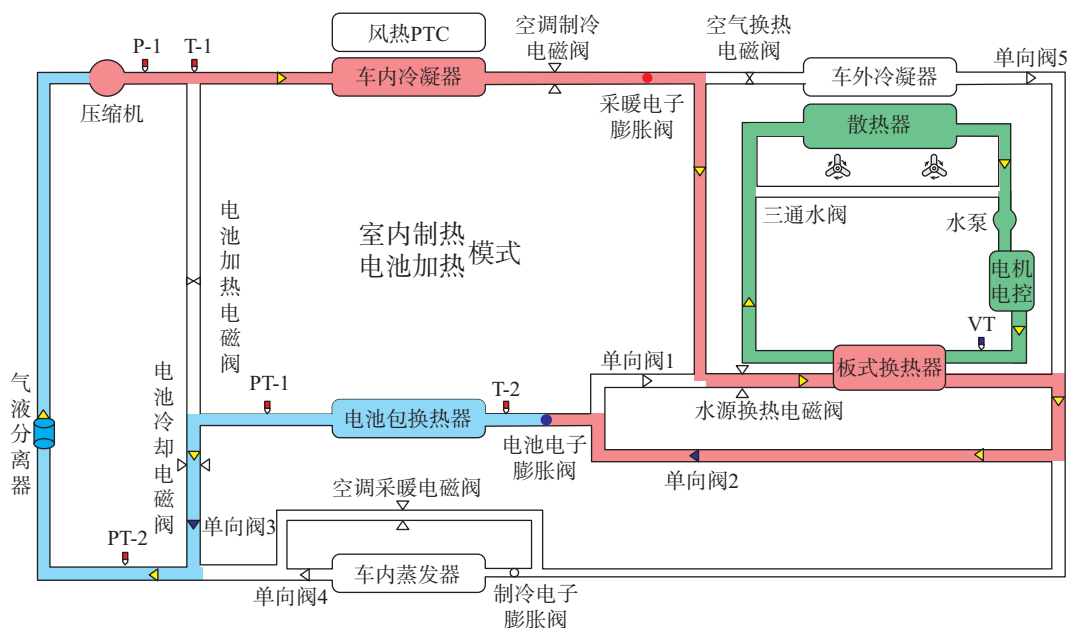 风热PTC
P-1
T-1
空调制冷
电磁阀
空气换热
电磁阀
车内冷凝器
车外冷凝器
单向阀5
压缩机
采暖电子
膨胀阀
散热器
电池加热电磁阀
室内制热
电池加热
模式
三通水阀
水泵
电机
电控
VT
单向阀1
板式换热器
气液分离器
电池冷却电磁阀
PT-1
T-2
电池包换热器
水源换热电磁阀
电池电子
膨胀阀
单向阀2
空调采暖电磁阀
单向阀3
PT-2
车内蒸发器
单向阀4
制冷电子
膨胀阀